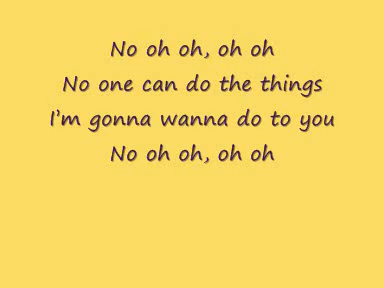 No oh oh, oh oh
No one can do the things
I'm gonna wanna do to you
No oh oh, oh oh